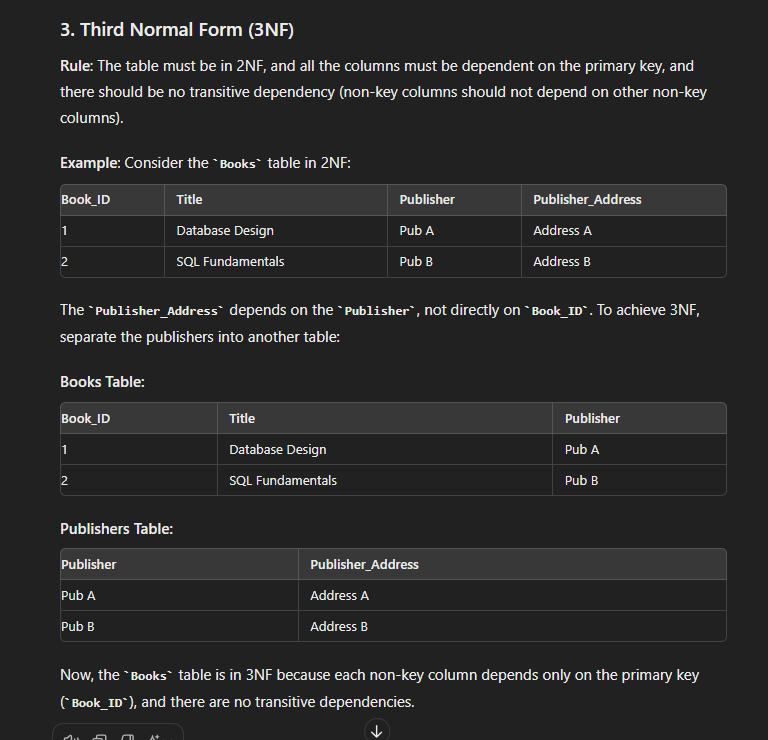 3. Third Normal Form (3NF)
Rule: The table must be in 2NF, and all the columns must be dependent on the primary key, and
there should be no transitive dependency (non-key columns should not depend on other non-key
columns).
Example: Consider the `Books` table in 2NF:
Book_ID Title Publisher Publisher_Address
1 Database Design Pub A Address A
2 SQL Fundamentals Pub B Address B
The `Publisher_Address` depends on the `Publisher`, not directly on `Book_ID`. To achieve 3NF,
separate the publishers into another table:
Books Table:
Book_ID Title Publisher
1 Database Design Pub A
2 SQL Fundamentals Pub B
Publishers Table:
Publisher Publisher_Address
Pub A Address A
Pub B Address B
Now, the `Books` table is in 3NF because each non-key column depends only on the primary key
(`Book_ID`), and there are no transitive dependencies.